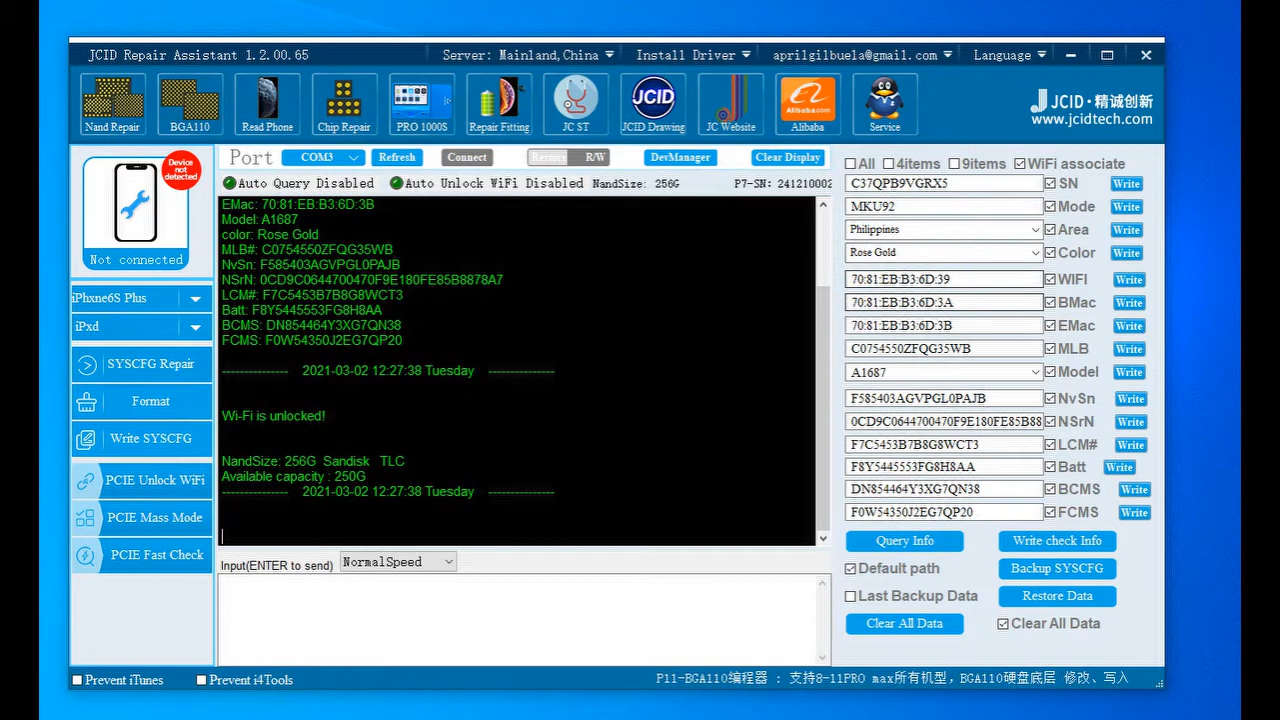 JCID Repair Assistant 1.2.00.65
Server: Mainland,China
Install Driver
aprilgilbuela@gmail.com
Language
Nand Repair
BGA110
Read Phone
Chip Repair
PRO 1000S
Repair Fitting
JC ST
JCID
JCID Drawing
JC Website
Alibaba.com
Alibaba
Service
JCID·精诚创新
www.jcidtech.com
Device not detected
Not connected
iPhxne6S Plus
iPxd
SYSCFG Repair
Format
Write SYSCFG
PCIE Unlock WiFi
PCIE Mass Mode
PCIE Fast Check
Port COM3 Refresh Connect Restore R/W DevManager Clear Display
Auto Query Disabled Auto Unlock WiFi Disabled NandSize: 256G P7-SN: 241210002
EMac: 70:81:EB:B3:6D:3B
Model: A1687
color: Rose Gold
MLB#: C0754550ZFQG35WB
NvSn: F585403AGVPGL0PAJB
NSrN: 0CD9C0644700470F9E180FE85B8878A7
LCM#: F7C5453B7B8G8WCT3
Batt: F8Y5445553FG8H8AA
BCMS: DN854464Y3XG7QN38
FCMS: F0W54350J2EG7QP20
--------------- 2021-03-02 12:27:38 Tuesday ---------------
Wi-Fi is unlocked!
NandSize: 256G Sandisk TLC
Available capacity : 250G
--------------- 2021-03-02 12:27:38 Tuesday ---------------
Input(ENTER to send) NormalSpeed
All 4items 9items WiFi associate
C37QPB9VGRX5 SN Write
MKU92 Mode Write
Philippines Area Write
Rose Gold Color Write
70:81:EB:B3:6D:39 WIFI Write
70:81:EB:B3:6D:3A BMac Write
70:81:EB:B3:6D:3B EMac Write
C0754550ZFQG35WB MLB Write
A1687 Model Write
F585403AGVPGL0PAJB NvSn Write
0CD9C0644700470F9E180FE85B88 NSrN Write
F7C5453B7B8G8WCT3 LCM# Write
F8Y5445553FG8H8AA Batt Write
DN854464Y3XG7QN38 BCMS Write
F0W54350J2EG7QP20 FCMS Write
Query Info Write check Info
Default path Backup SYSCFG
Last Backup Data Restore Data
Clear All Data Clear All Data
Prevent iTunes Prevent i4Tools P11-BGA110编程器 : 支持8-11PRO max所有机型, BGA110硬盘底层 修改、写入